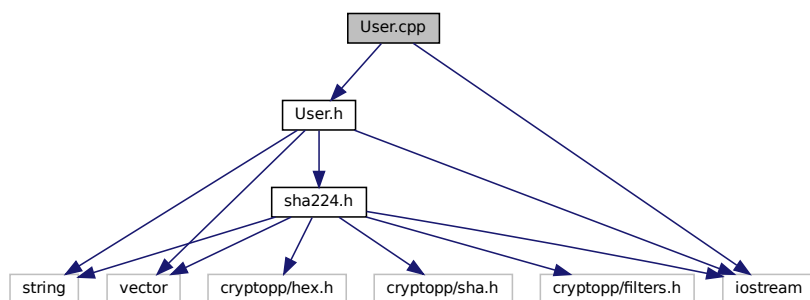 User.cpp
User.h
sha224.h
string
vector
cryptopp/hex.h
cryptopp/sha.h
cryptopp/filters.h
iostream